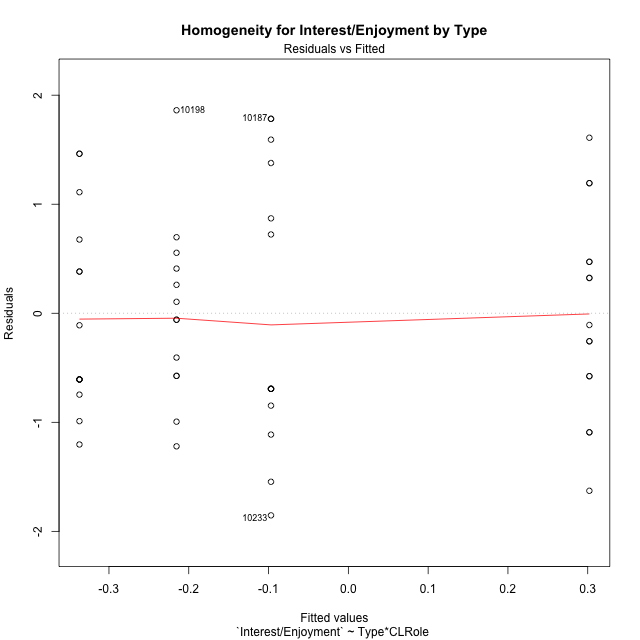 Homogeneity for Interest/Enjoyment by Type
Residuals vs Fitted
2
1
0
-1
-2
Residuals
10198
10187
10233
-0.3 -0.2 -0.1 0.0 0.1 0.2 0.3
Fitted values
`Interest/Enjoyment` ~ Type*CLRole